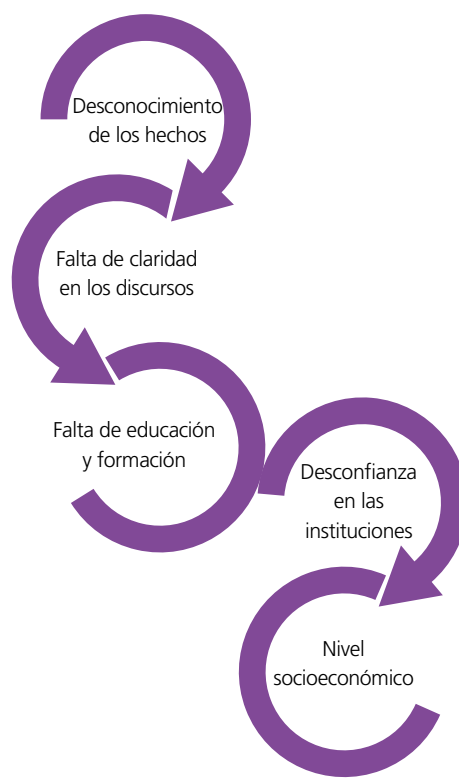 Desconocimiento
de los hechos
Falta de claridad
en los discursos
Falta de educación
y formación
Desconfianza
en las
instituciones
Nivel
socioeconómico